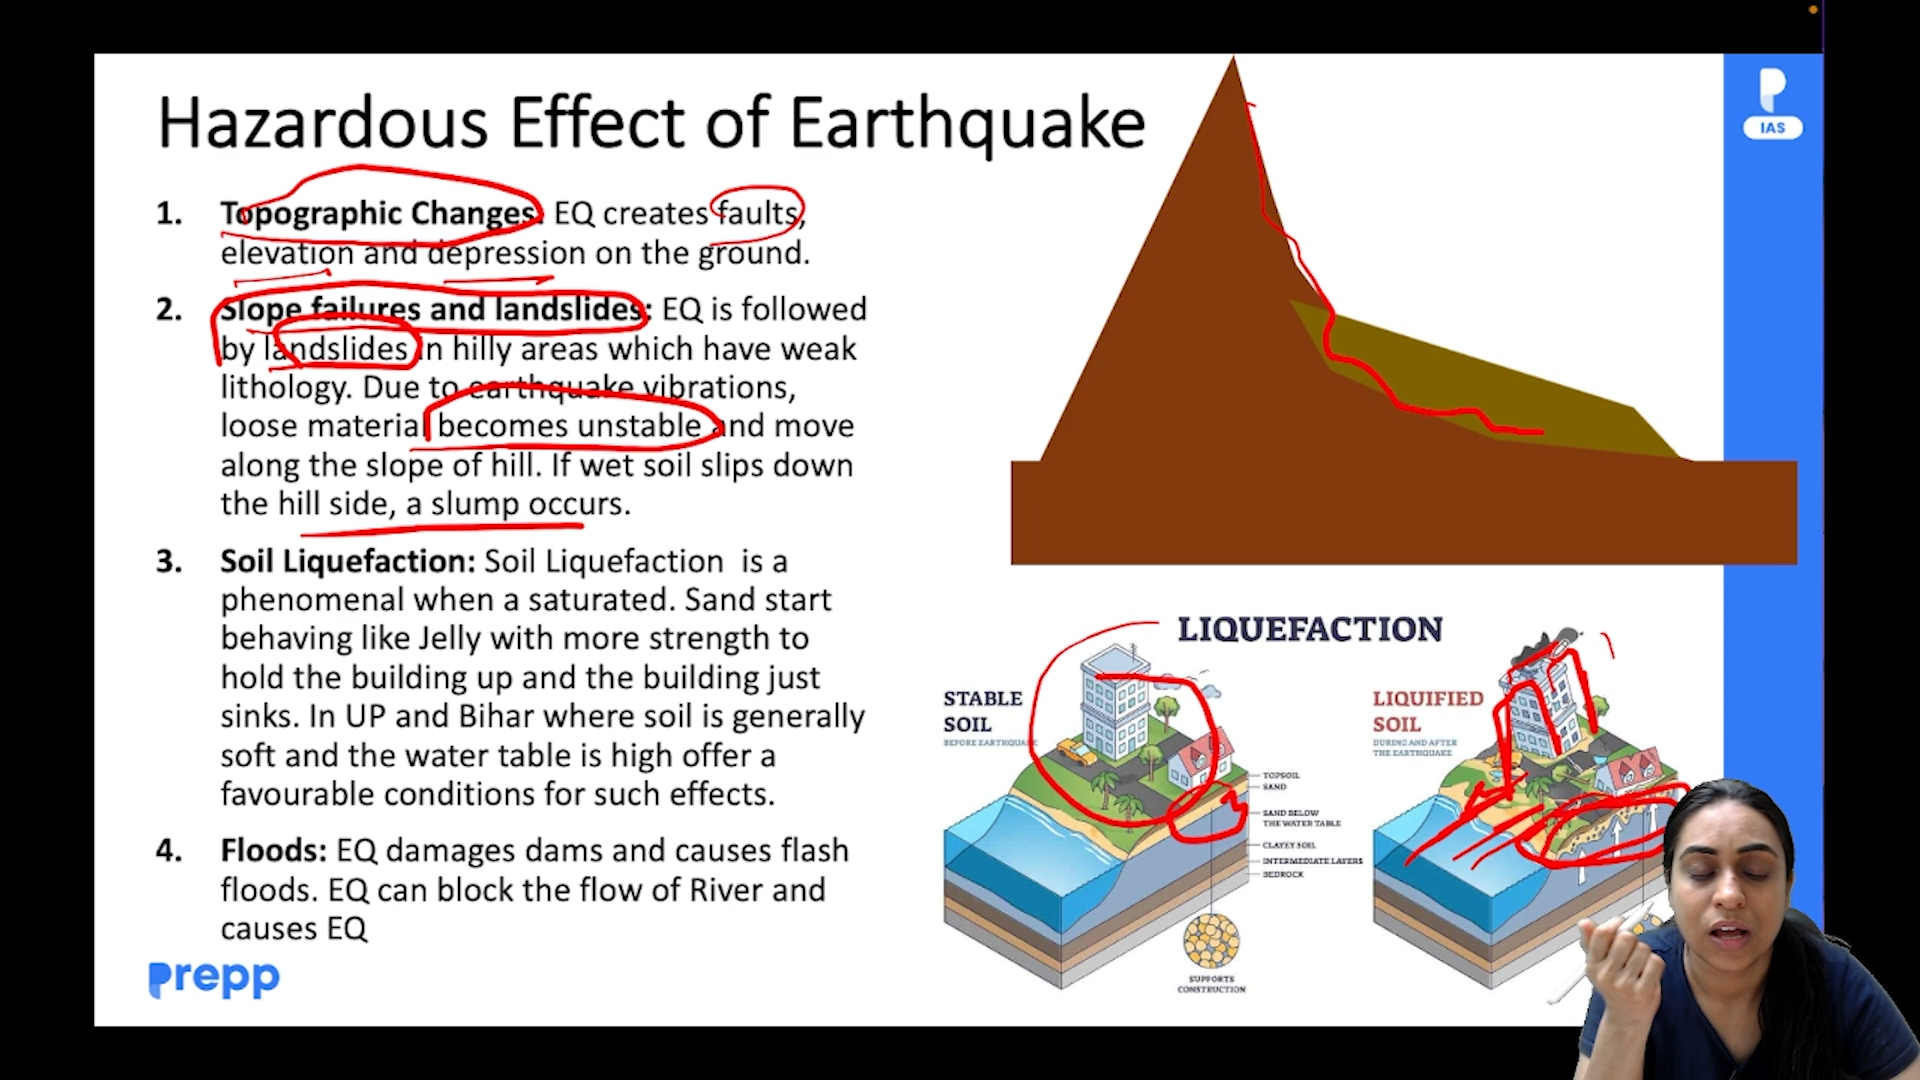 Hazardous Effect of Earthquake
IAS
1. Topographic Changes: EQ creates faults,
elevation and depression on the ground.
2. Slope failures and landslides: EQ is followed
by landslides in hilly areas which have weak
lithology. Due to earthquake vibrations,
loose material becomes unstable and move
along the slope of hill. If wet soil slips down
the hill side, a slump occurs.
3. Soil Liquefaction: Soil Liquefaction is a
phenomenal when a saturated. Sand start
behaving like Jelly with more strength to
hold the building up and the building just
sinks. In UP and Bihar where soil is generally
soft and the water table is high offer a
favourable conditions for such effects.
4. Floods: EQ damages dams and causes flash
floods. EQ can block the flow of River and
causes EQ
prepp
LIQUEFACTION
STABLE
SOIL
BEFORE EARTHQUAKE
TOPSOIL
SAND
SAND BELOW
THE WATER TABLE
CLAYEY SOIL
INTERMEDIATE LAYERS
BEDROCK
SUPPORTS
CONSTRUCTION
LIQUIFIED
SOIL
DURING AND AFTER
THE EARTHQUAKE